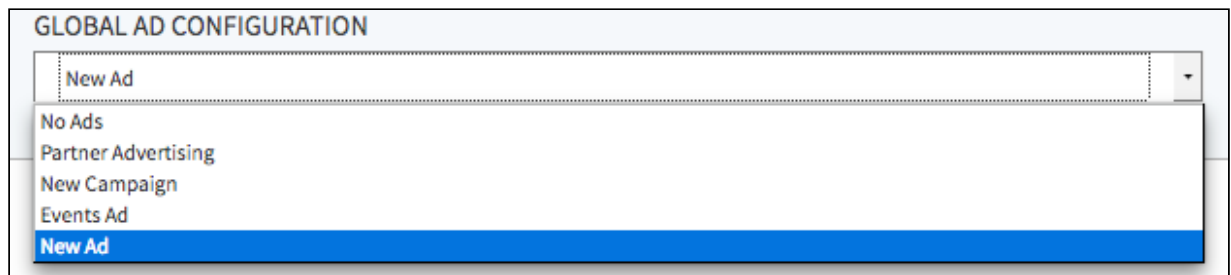 GLOBAL AD CONFIGURATION
New Ad
No Ads
Partner Advertising
New Campaign
Events Ad
New Ad